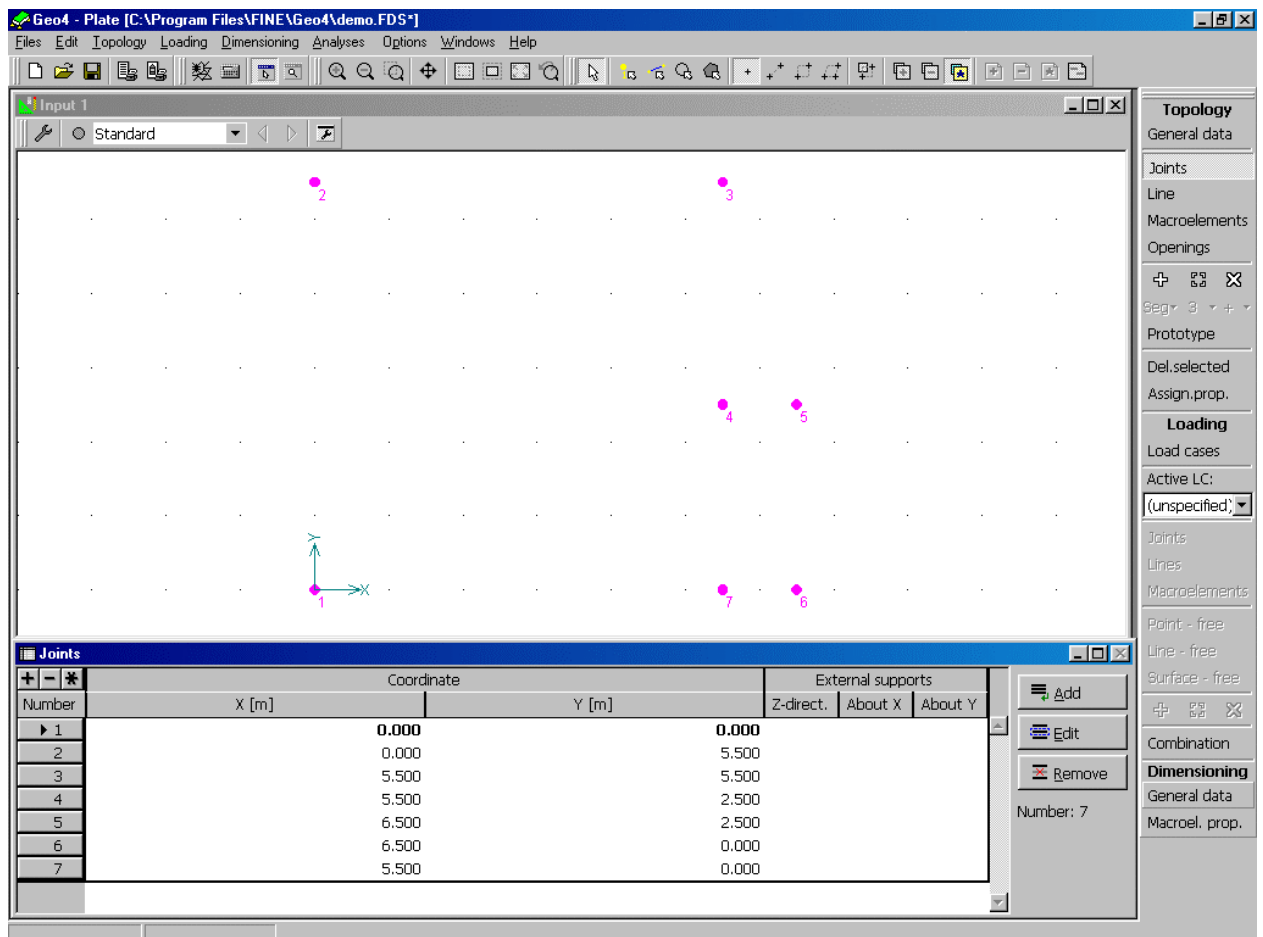 Geo4 - Plate [C:\Program Files\FINE\Geo4\demo.FDS*]
Files Edit Topology Loading Dimensioning Analyses Options Windows Help
Input 1
Standard
2
3
4
5
Y
X
1
7
6
Joints
Coordinate External supports
Number X [m] Y [m] Z-direct. About X About Y
1 0.000 0.000
2 0.000 5.500
3 5.500 5.500
4 5.500 2.500
5 6.500 2.500
6 6.500 0.000
7 5.500 0.000
Add
Edit
Remove
Number: 7
Topology
General data
Joints
Line
Macroelements
Openings
Seg 3 +
Prototype
Del.selected
Assign.prop.
Loading
Load cases
Active LC:
(unspecified)
Joints
Lines
Macroelements
Point - free
Line - free
Surface - free
Combination
Dimensioning
General data
Macroel. prop.